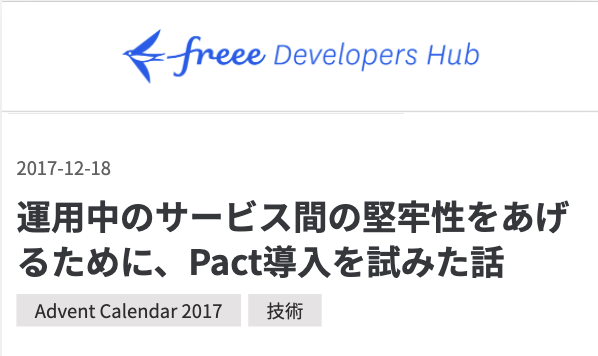 freee Developers Hub
2017-12-18
運用中のサービス間の堅牢性をあげ
るために、Pact導入を試みた話
Advent Calendar 2017 技術